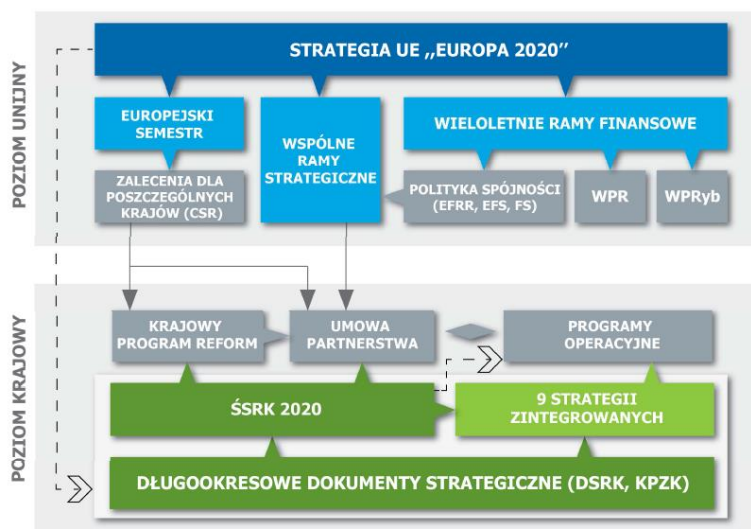 POZIOM UNIJNY
STRATEGIA UE „EUROPA 2020”
EUROPEJSKI
SEMESTR
WSPÓLNE
RAMY
STRATEGICZNE
WIELOLETNIE RAMY FINANSOWE
ZALECENIA DLA
POSZCZEGÓLNYCH
KRAJÓW (CSR)
POLITYKA SPÓJNOŚCI
(EFRR, EFS, FS)
WPR
WPRyb
POZIOM KRAJOWY
KRAJOWY
PROGRAM REFORM
UMOWA
PARTNERSTWA
PROGRAMY
OPERACYJNE
ŚSRK 2020
9 STRATEGII
ZINTEGROWANYCH
DŁUGOOKRESOWE DOKUMENTY STRATEGICZNE (DSRK, KPZK)